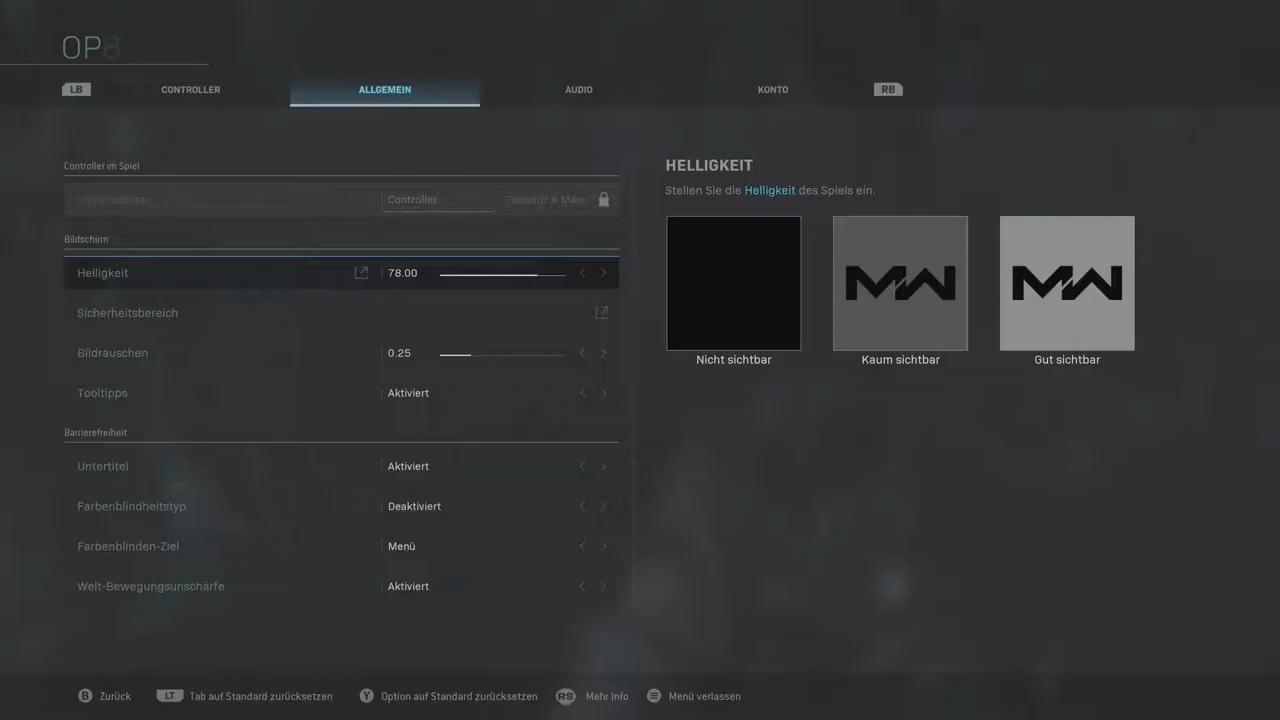 OP
LB CONTROLLER ALLGEMEIN AUDIO KONTO RB
Controller im Spiel
Controller Tastatur & Maus
Bildschirm
Helligkeit 78.00
Sicherheitsbereich
Bildrauschen 0.25
Tooltipps Aktiviert
Barrierefreiheit
Untertitel Aktiviert
Farbenblindheitstyp Deaktiviert
Farbenblinden-Ziel Menü
Welt-Bewegungsunschärfe Aktiviert
HELLIGKEIT
Stellen Sie die Helligkeit des Spiels ein.
MW MW
Nicht sichtbar Kaum sichtbar Gut sichtbar
B Zurück LT Tab auf Standard zurücksetzen Y Option auf Standard zurücksetzen RS Mehr Info Menü verlassen